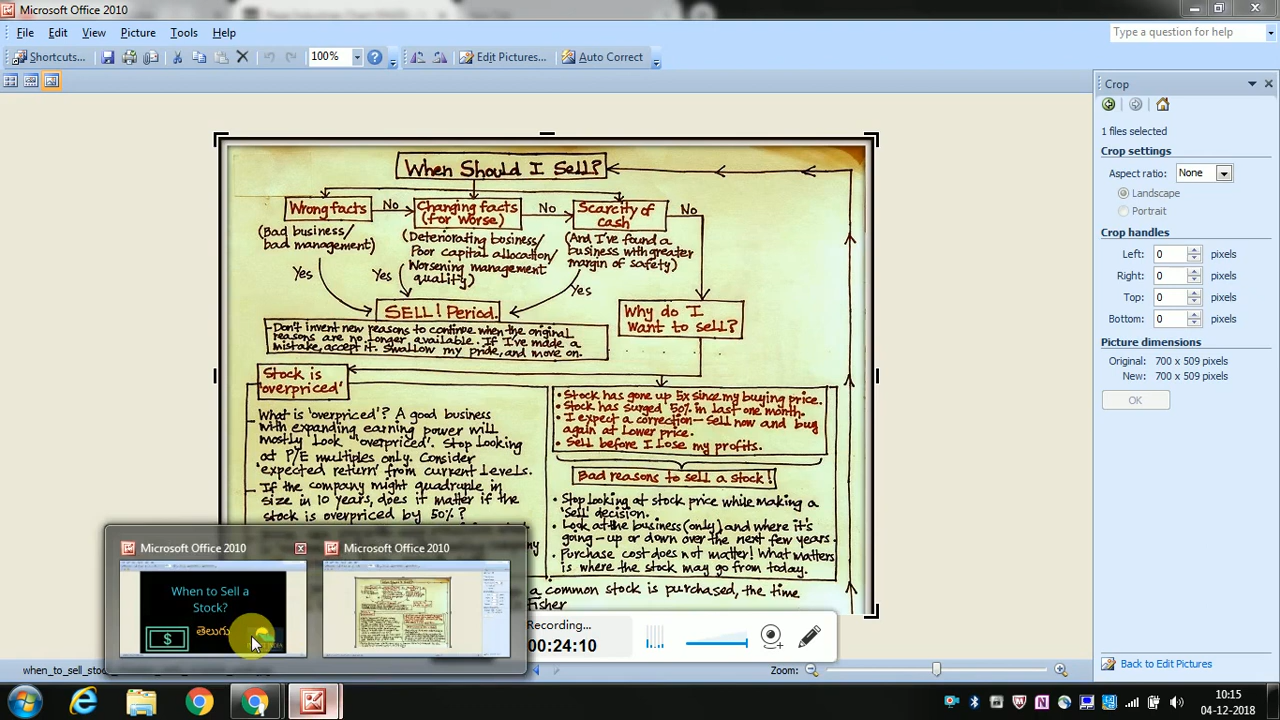 Microsoft Office 2010
File Edit View Picture Tools Help
Type a question for help
Shortcuts... 100% Edit Pictures... Auto Correct
Crop
1 files selected
Crop settings
Aspect ratio: None
Landscape
Portrait
Crop handles
Left: 0 pixels
Right: 0 pixels
Top: 0 pixels
Bottom: 0 pixels
Picture dimensions
Original: 700 x 509 pixels
New: 700 x 509 pixels
OK
Back to Edit Pictures
When Should I Sell?
Wrong facts
No
Changing facts
(for worse)
No
Scarcity of
cash
No
(Bad business/
bad management)
(Deteriorating business/
Poor capital allocation/
Worsening management
quality)
(And I've found a
business with greater
margin of safety)
Yes
Yes
Yes
SELL! Period.
Why do I
want to sell?
- Don't invent new reasons to continue when the original
reasons are no longer available. If I've made a
mistake, accept it. Swallow my pride, and move on.
Stock is
'overpriced'
What is 'overpriced'? A good business
with expanding earning power will
mostly look "overpriced". Stop looking
at P/E multiples only. Consider
'expected return' from current levels.
If the company might quadruple in
size in 10 years, does it matter if the
stock is overpriced by 50%?
• Stock has gone up 5x since my buying price.
• Stock has surged 50% in last one month.
• I expect a correction - Sell now and buy
again at lower price.
• Sell before I lose my profits.
Bad reasons to sell a stock!
• Stop looking at stock price while making a
'sell' decision.
• Look at the business (only) and where it's
going - up or down over the next few years.
• Purchase cost does not matter! What matters
is where the stock may go from today.
a common stock is purchased, the time
Fisher
Microsoft Office 2010
Microsoft Office 2010
When to Sell a
Stock?
తెలుగు
$
Recording...
00:24:10
when_to_sell_stoc
Zoom:
10:15
04-12-2018